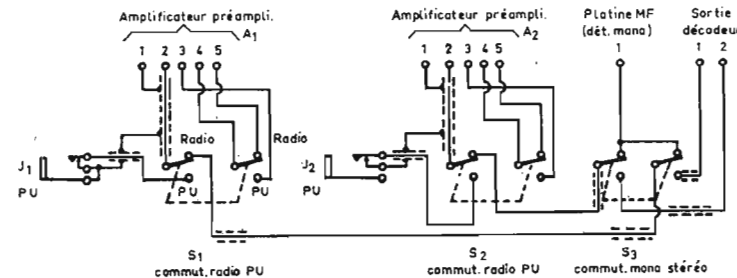 Amplificateur préampli.
A1
1 2 3 4 5
Amplificateur préampli.
A2
1 2 3 4 5
Platine MF
(dét. mana)
1
Sortie
décodeur
1 2
Radio
Radio
J1
PU
PU
PU
J2
PU
S1
commut. radio PU
S2
commut. radio PU
S3
commut. mono stéréo